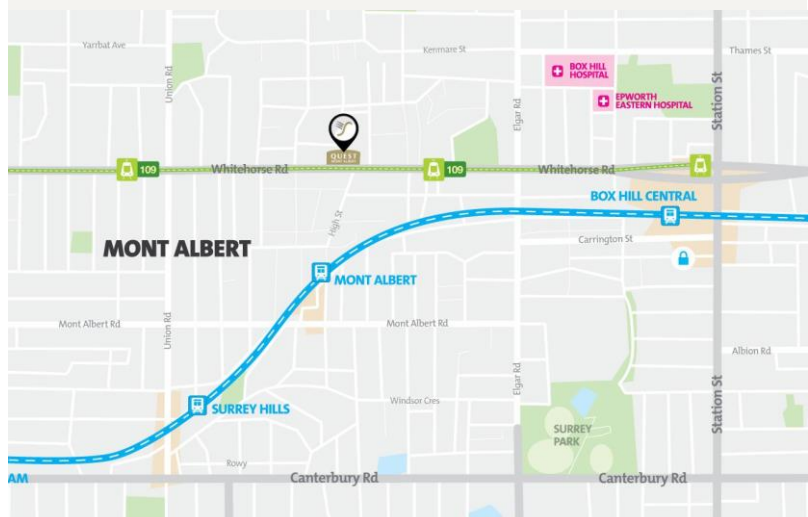 Yarrbat Ave
Kenmare St
Thames St
BOX HILL
HOSPITAL
EPWORTH
EASTERN HOSPITAL
Union Rd
Elgar Rd
Station St
QUEST
109
Whitehorse Rd
109
Whitehorse Rd
BOX HILL CENTRAL
High St
Carrington St
MONT ALBERT
MONT ALBERT
Mont Albert Rd
Union Rd
Mont Albert Rd
Albion Rd
Elgar Rd
Windsor Cres
Station St
SURREY HILLS
SURREY
PARK
Rowy
AM
Canterbury Rd
Canterbury Rd